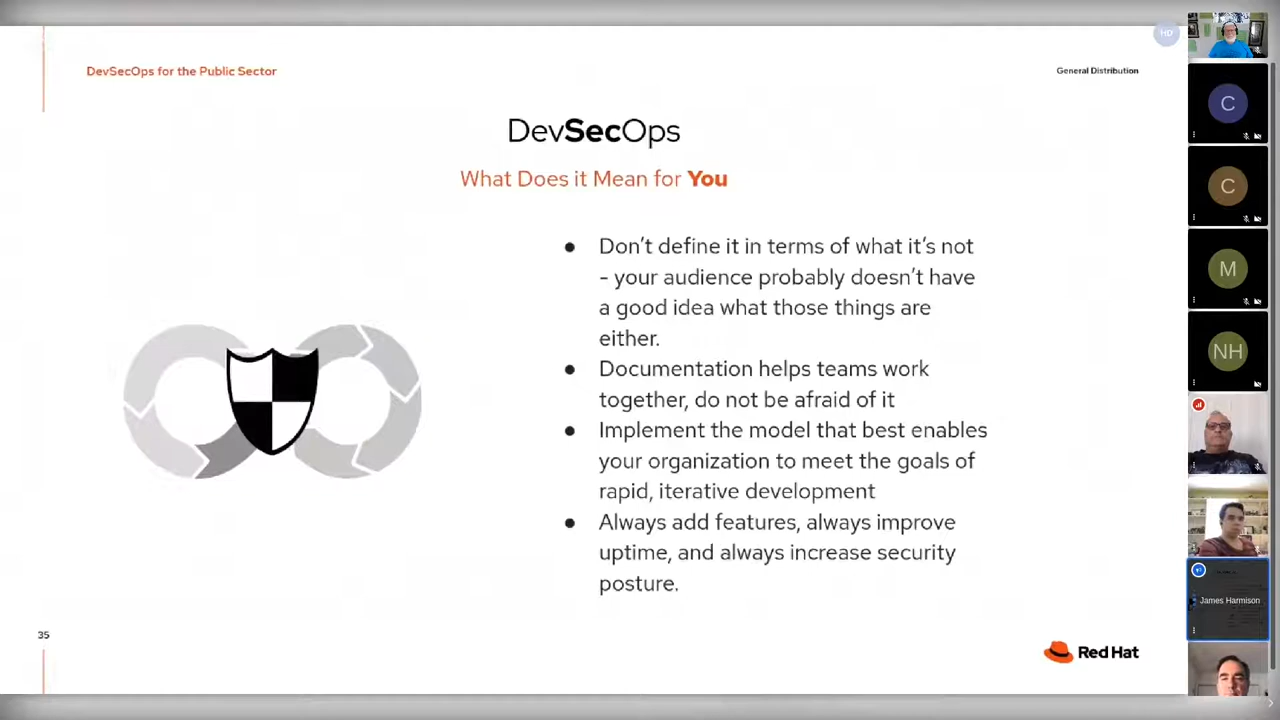 DevSecOps for the Public Sector
General Distribution
HD
DevSecOps
What Does it Mean for You
● Don't define it in terms of what it's not
- your audience probably doesn't have
a good idea what those things are
either.
● Documentation helps teams work
together, do not be afraid of it
● Implement the model that best enables
your organization to meet the goals of
rapid, iterative development
● Always add features, always improve
uptime, and always increase security
posture.
35
Red Hat
C
C
M
NH
James Harmison